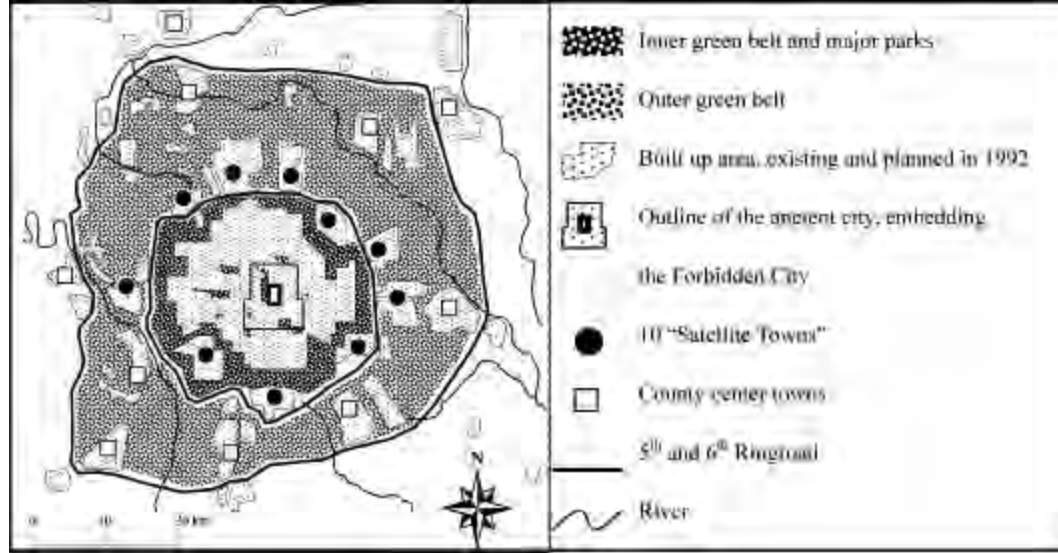 Inner green belt and major parks
Outer green belt
Built up area, existing and planned in 1992
Outline of the ancient city, embedding
the Forbidden City
10 "Satellite Towns"
County center towns
5th and 6th Ringroad
River
N
0 10 20 km